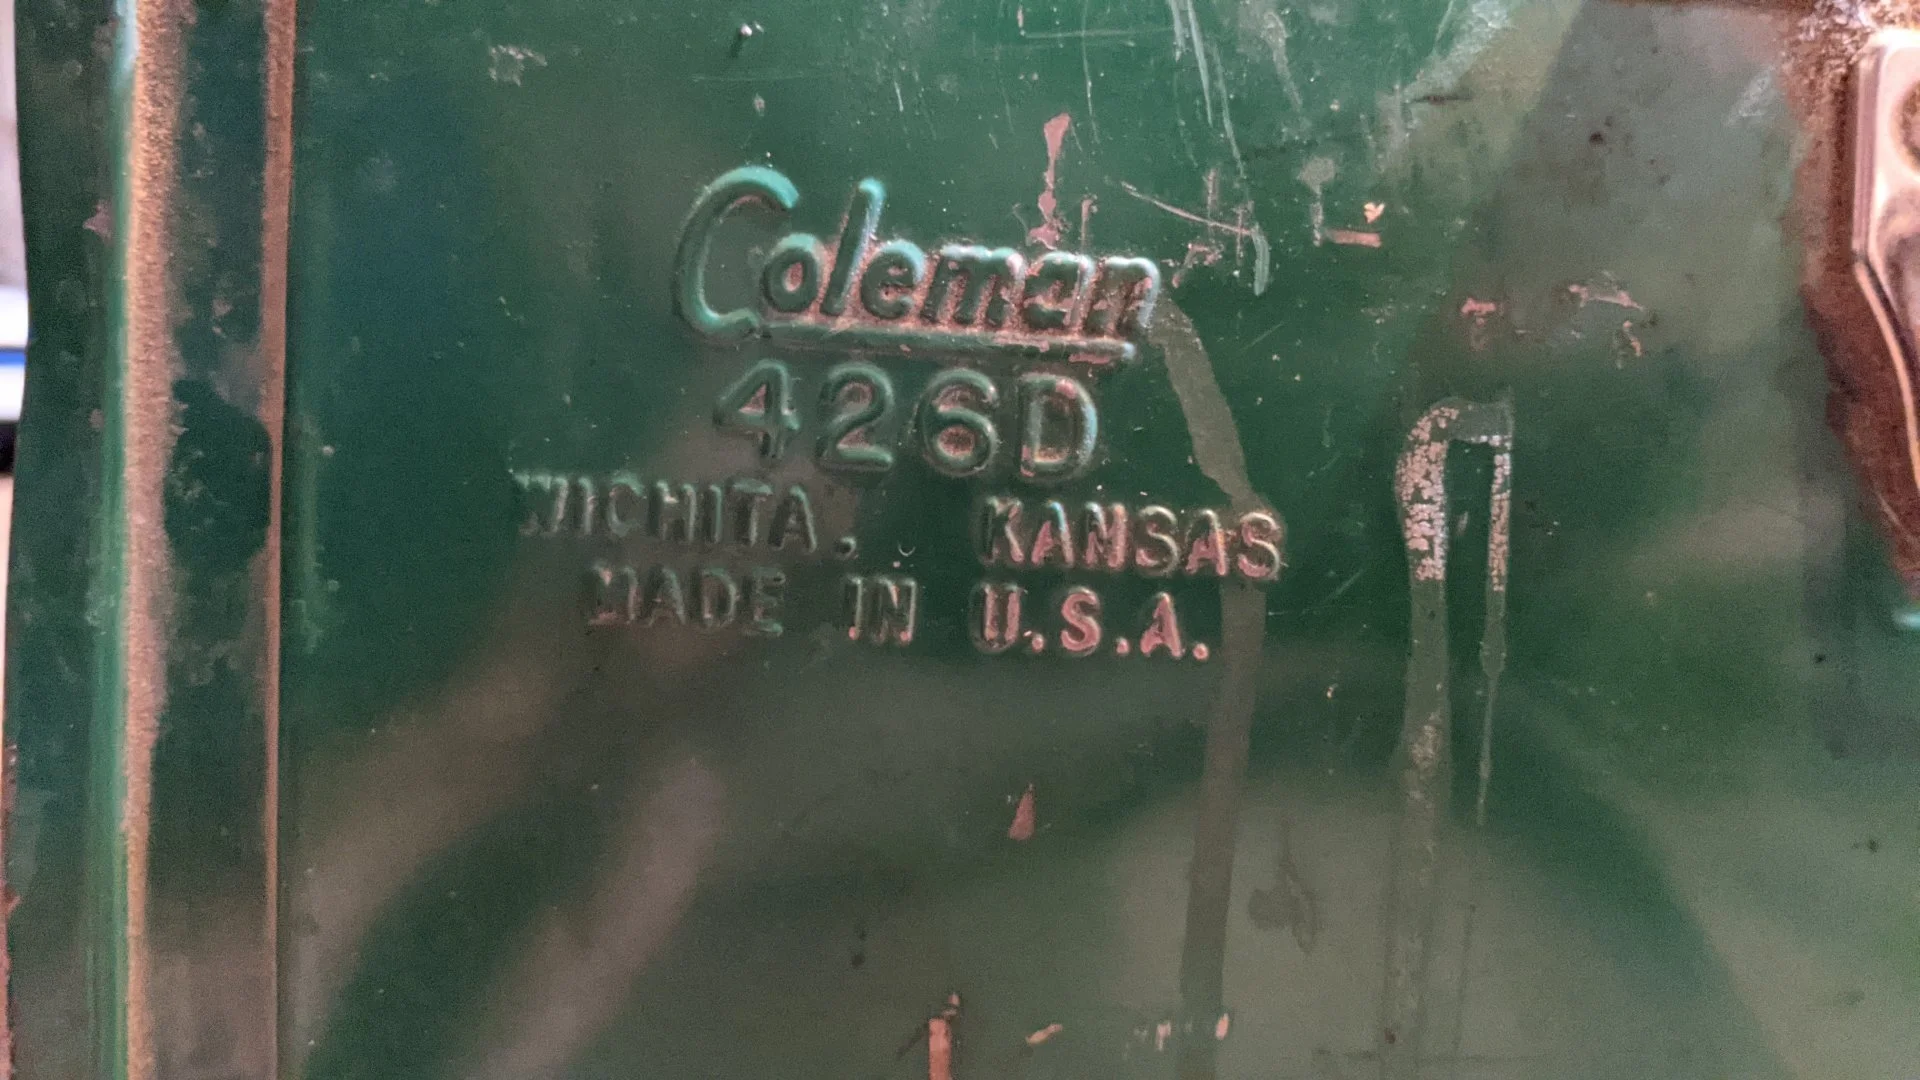 Coleman
426D
WICHITA, KANSAS
MADE IN U.S.A.